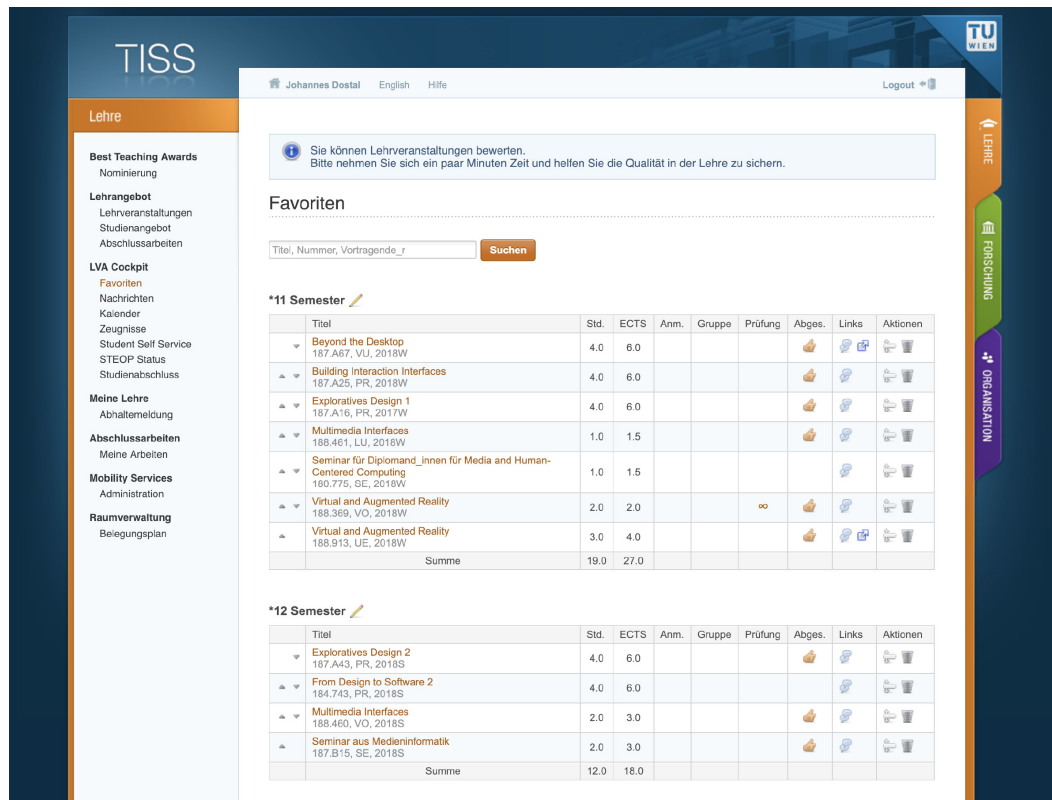 TISS
TU
WIEN
Johannes Dostal English Hilfe Logout
Lehre
Best Teaching Awards
Nominierung
Lehrangebot
Lehrveranstaltungen
Studienangebot
Abschlussarbeiten
LVA Cockpit
Favoriten
Nachrichten
Kalender
Zeugnisse
Student Self Service
STEOP Status
Studienabschluss
Meine Lehre
Abhaltemeldung
Abschlussarbeiten
Meine Arbeiten
Mobility Services
Administration
Raumverwaltung
Belegungsplan
Sie können Lehrveranstaltungen bewerten.
Bitte nehmen Sie sich ein paar Minuten Zeit und helfen Sie die Qualität in der Lehre zu sichern.
Favoriten
Titel, Nummer, Vortragende_r Suchen
*11 Semester
Titel Std. ECTS Anm. Gruppe Prüfung Abges. Links Aktionen
Beyond the Desktop
187.A67, VU, 2018W 4.0 6.0
Building Interaction Interfaces
187.A25, PR, 2018W 4.0 6.0
Exploratives Design 1
187.A16, PR, 2017W 4.0 6.0
Multimedia Interfaces
188.461, LU, 2018W 1.0 1.5
Seminar für Diplomand_innen für Media and Human-
Centered Computing
180.775, SE, 2018W 1.0 1.5
Virtual and Augmented Reality
188.369, VO, 2018W 2.0 2.0 ∞
Virtual and Augmented Reality
188.913, UE, 2018W 3.0 4.0
Summe 19.0 27.0
*12 Semester
Titel Std. ECTS Anm. Gruppe Prüfung Abges. Links Aktionen
Exploratives Design 2
187.A43, PR, 2018S 4.0 6.0
From Design to Software 2
184.743, PR, 2018S 4.0 6.0
Multimedia Interfaces
188.460, VO, 2018S 2.0 3.0
Seminar aus Medieninformatik
187.B15, SE, 2018S 2.0 3.0
Summe 12.0 18.0
LEHRE
FORSCHUNG
ORGANISATION